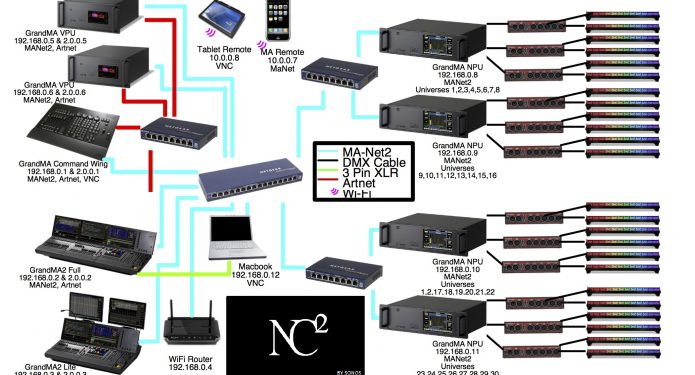 GrandMA VPU
192.168.0.5 & 2.0.0.5
MANet2, Artnet
GrandMA VPU
192.168.0.6 & 2.0.0.6
MANet2, Artnet
GrandMA Command Wing
192.168.0.1 & 2.0.0.1
MANet2, Artnet, VNC
GrandMA2 Full
192.168.0.2 & 2.0.0.2
MANet2, Artnet
GrandMA2 Lite
192.168.0.3 & 2.0.0.3
Tablet Remote
10.0.0.8
VNC
MA Remote
10.0.0.7
MaNet
NETGEAR
MA-Net2
DMX Cable
3 Pin XLR
Artnet
Wi-Fi
Macbook
192.168.0.12
VNC
WiFi Router
192.168.0.4
NC2
BY SONOS
GrandMA NPU
192.168.0.8
MANet2
Universes 1,2,3,4,5,6,7,8
GrandMA NPU
192.168.0.9
MANet2
Universes
9,10,11,12,13,14,15,16
GrandMA NPU
192.168.0.10
MANet2
Universes
1,2,17,18,19,20,21,22
GrandMA NPU
192.168.0.11
MANet2
Universes
23,24,25,26,27,28,29,30